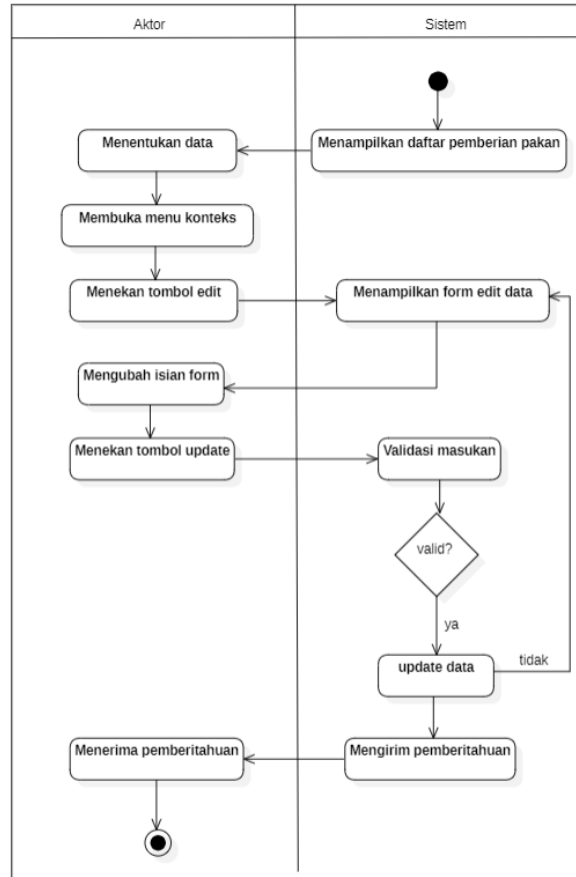 Aktor
Sistem
Menampilkan daftar pemberian pakan
Menentukan data
Membuka menu konteks
Menekan tombol edit
Menampilkan form edit data
Mengubah isian form
Menekan tombol update
Validasi masukan
valid?
ya
tidak
update data
Mengirim pemberitahuan
Menerima pemberitahuan